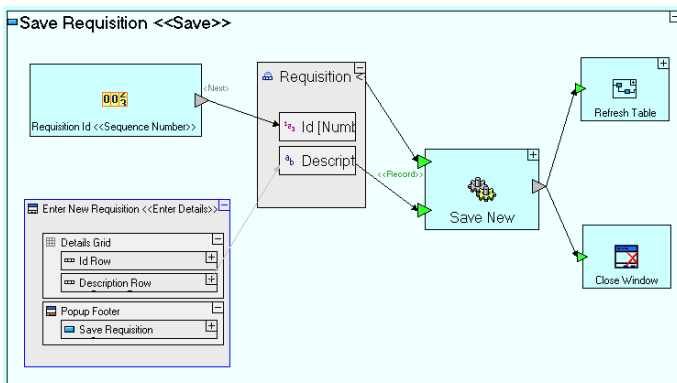 Save Requisition <<Save>>
Requisition Id <<Sequence Number>>
<Next>
Requisition <
Id [Numb
Descript
<<Record>>
Save New
Refresh Table
Close Window
Enter New Requisition <<Enter Details>>
Details Grid
Id Row
Description Row
Popup Footer
Save Requisition